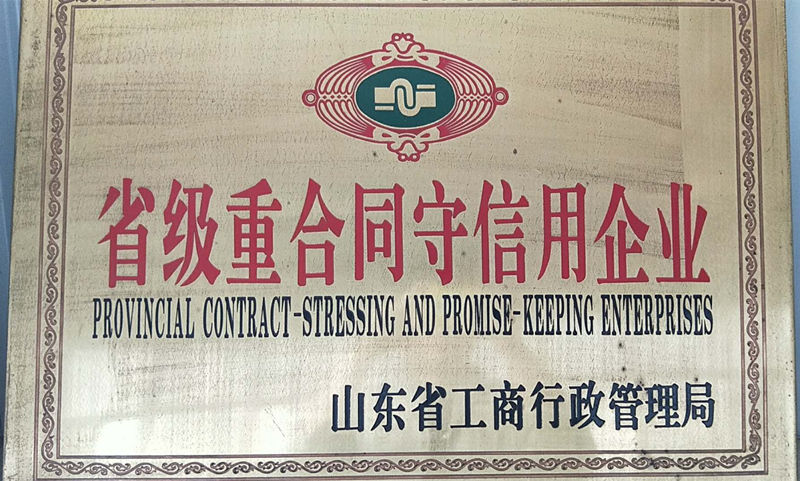 省级重合同守信用企业
PROVINCIAL CONTRACT-STRESSING AND PROMISE-KEEPING ENTERPRISES
山东省工商行政管理局